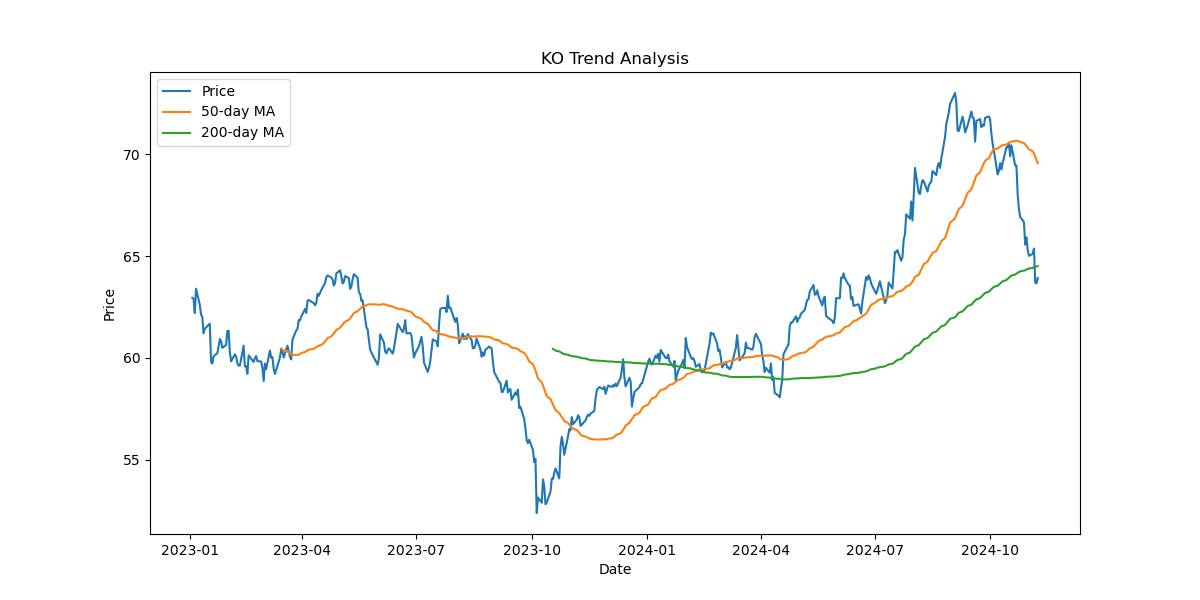 KO Trend Analysis
Price
50-day MA
200-day MA
70
65
60
55
Price
2023-01
2023-04
2023-07
2023-10
2024-01
2024-04
2024-07
2024-10
Date